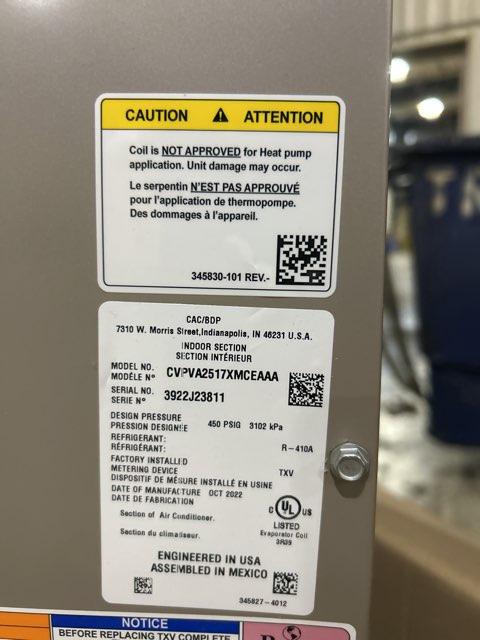 CAUTION ⚠ ATTENTION
Coil is NOT APPROVED for Heat pump
application. Unit damage may occur.
Le serpentin N'EST PAS APPROUVÉ
pour l'application de thermopompe.
Des dommages à l'appareil.
345830-101 REV.-
CAC/BDP
7310 W. Morris Street,Indianapolis, IN 46231 U.S.A.
INDOOR SECTION
SECTION INTÉRIEUR
MODEL NO. CVPVA2517XMCEAAA
MODÈLE N°
SERIAL NO. 3922J23811
SERIE N°
DESIGN PRESSURE
PRESSION DESIGNÉE 450 PSIG 3102 kPa
REFRIGERANT:
RÉFRIGÉRANT: R-410A
FACTORY INSTALLED
METERING DEVICE TXV
DISPOSITIF DE MESURE INSTALLÉ EN USINE
DATE OF MANUFACTURE OCT 2022
DATE DE FABRICATION
C UL US
LISTED
Section of Air Conditioner.
Evaporator Coil
3R39
Section du climatiseur.
ENGINEERED IN USA
ASSEMBLED IN MEXICO
345827-4012
NOTICE
BEFORE REPLACING TXV COMPLETE